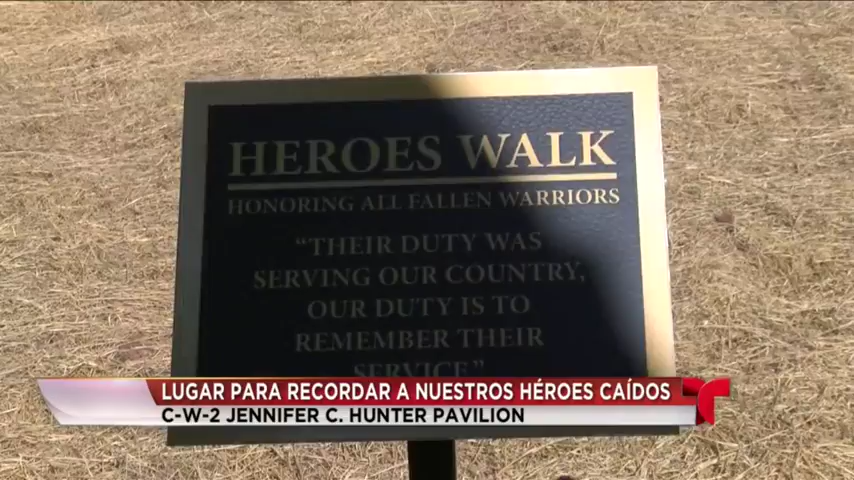 HEROES WALK
HONORING ALL FALLEN WARRIORS
"THEIR DUTY WAS
SERVING OUR COUNTRY,
OUR DUTY IS TO
REMEMBER THEIR
SERVICE"
LUGAR PARA RECORDAR A NUESTROS HÉROES CAÍDOS
C-W-2 JENNIFER C. HUNTER PAVILION